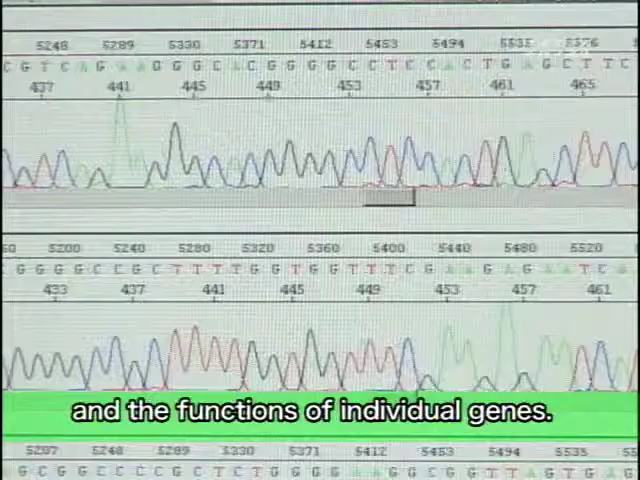 5248 5289 5330 5371 5412 5453 5494 5535 5576
C G T C A G A A G G G C A C G G G G C C T C C A C T G A G C T T C
437 441 445 449 453 457 461 465
5200 5240 5280 5320 5360 5400 5440 5480 5520
G G G G C C G C T T T T G G T G G T T T C G A A G A G A A T C A
433 437 441 445 449 453 457 461
and the functions of individual genes.
5207 5248 5289 5330 5371 5412 5453 5494 5535
G C G G C C C C G C T C T G G G G A A G G C G G T T A G T G A G